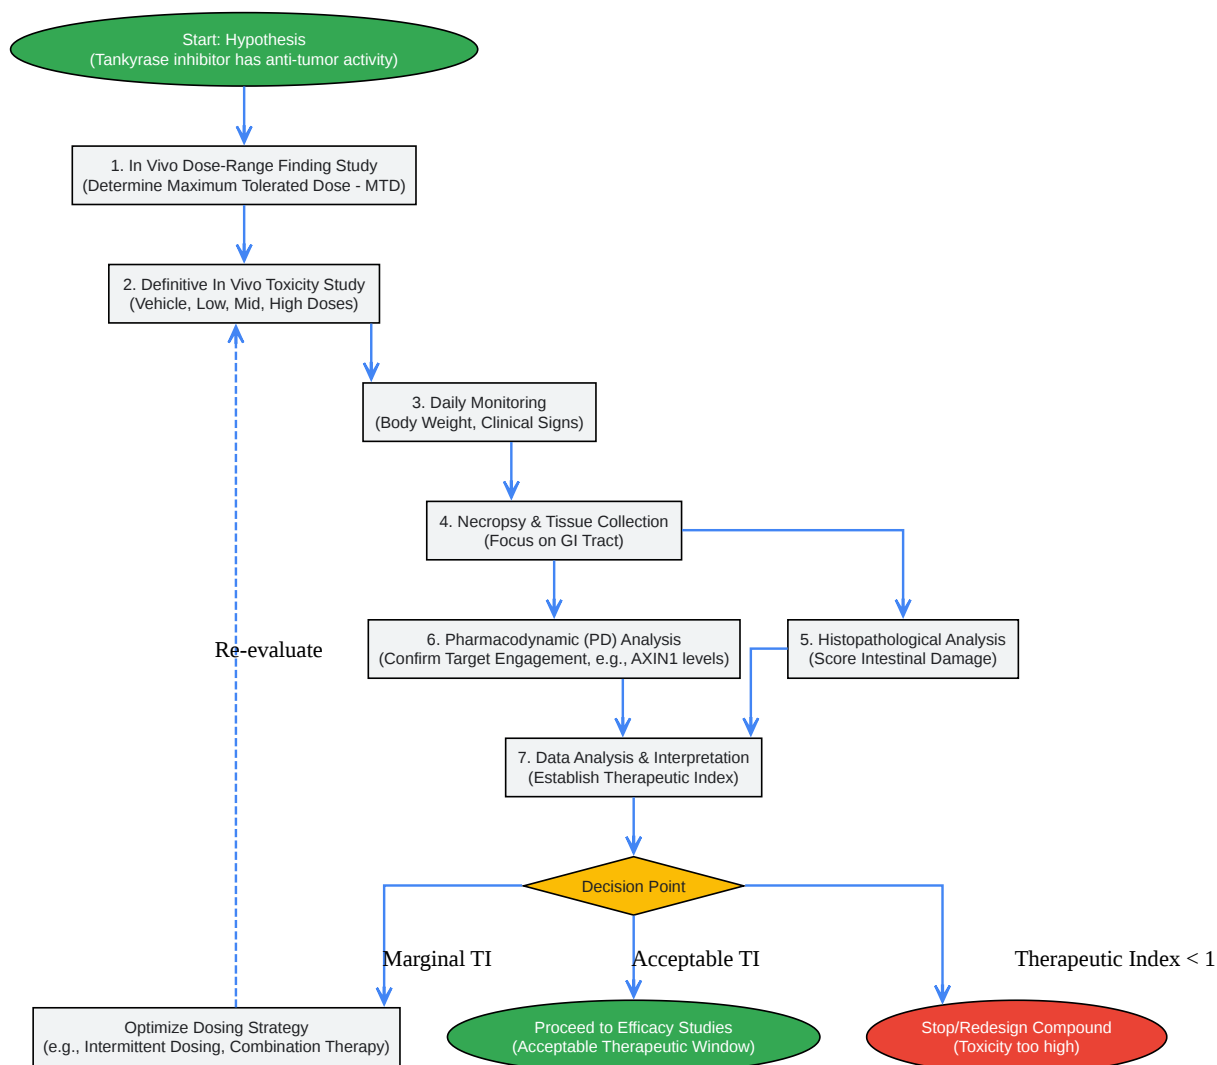 Start: Hypothesis
(Tankyrase inhibitor has anti-tumor activity)
1. In Vivo Dose-Range Finding Study
(Determine Maximum Tolerated Dose - MTD)
2. Definitive In Vivo Toxicity Study
(Vehicle, Low, Mid, High Doses)
3. Daily Monitoring
(Body Weight, Clinical Signs)
4. Necropsy & Tissue Collection
(Focus on GI Tract)
Re-evaluate
6. Pharmacodynamic (PD) Analysis
(Confirm Target Engagement, e.g., AXIN1 levels)
5. Histopathological Analysis
(Score Intestinal Damage)
7. Data Analysis & Interpretation
(Establish Therapeutic Index)
Decision Point
Marginal TI
Acceptable TI
Therapeutic Index < 1
Optimize Dosing Strategy
(e.g., Intermittent Dosing, Combination Therapy)
Proceed to Efficacy Studies
(Acceptable Therapeutic Window)
Stop/Redesign Compound
(Toxicity too high)